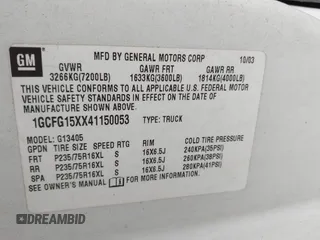 GM
MFD BY GENERAL MOTORS CORP 10/03
GVWR GAWR FRT GAWR RR
3266KG(7200LB) 1633KG(3600LB) 1814KG(4000LB)
THIS VEHICLE CONFORMS TO ALL APPLICABLE U.S. FEDERAL
MOTOR VEHICLE SAFETY STANDARDS IN EFFECT ON THE DATE OF
MANUFACTURE SHOWN ABOVE.
1GCFG15XX41150053 TYPE: TRUCK
MODEL: G13405
GPDN TIRE SIZE SPEED RTG RIM COLD TIRE PRESSURE
FRT P235/75R16XL S 16X6.5J 240KPA(35PSI)
RR P235/75R16XL S 16X6.5J 260KPA(38PSI)
SPA P235/75R16XL S 16X6.5J 280KPA(41PSI)
SEE OWNER'S MANUAL FOR ADDITIONAL INFORMATION.
DREAMBID